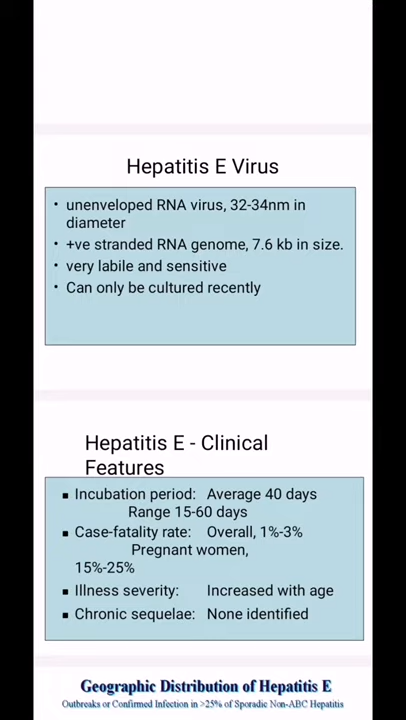 Hepatitis E Virus
• unenveloped RNA virus, 32-34nm in
diameter
• +ve stranded RNA genome, 7.6 kb in size.
• very labile and sensitive
• Can only be cultured recently
Hepatitis E - Clinical
Features
■ Incubation period: Average 40 days
Range 15-60 days
■ Case-fatality rate: Overall, 1%-3%
Pregnant women,
15%-25%
■ Illness severity: Increased with age
■ Chronic sequelae: None identified
Geographic Distribution of Hepatitis E
Outbreaks or Confirmed Infection in >25% of Sporadic Non-ABC Hepatitis